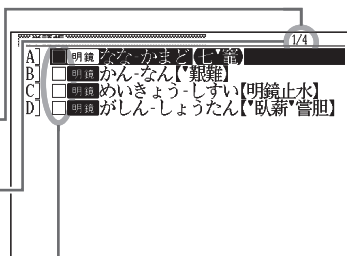 1/4
A] 明鏡 なな-かまど【七▼竈】
B] 明鏡 かん-なん【▼艱難】
C] 明鏡 めいきょう-しすい【明鏡止水】
D] 明鏡 がしん-しょうたん【▼臥薪▼嘗胆】